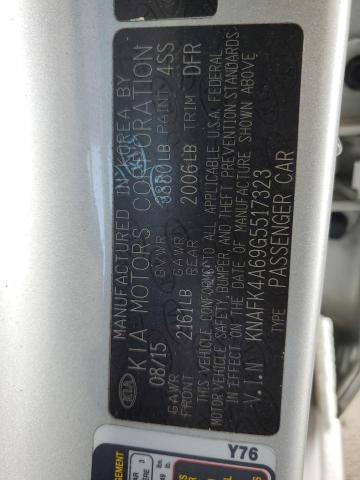 MANUFACTURED IN KOREA BY
KIA MOTORS CORPORATION
08/15 GVWR 3880LB PAINT 4SS
GAWR FRONT 2161LB GAWR REAR 2006LB TRIM DFR
THIS VEHICLE CONFORMS TO ALL APPLICABLE U.S.A. FEDERAL
MOTOR VEHICLE SAFETY, BUMPER, AND THEFT PREVENTION STANDARDS
IN EFFECT ON THE DATE OF MANUFACTURE SHOWN ABOVE
V.I.N KNAFK4A69G5517323
TYPE PASSENGER CAR
KIA
Y76